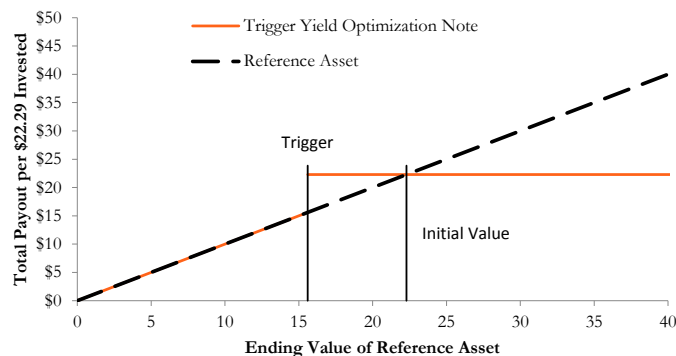 Total Payout per $22.29 Invested
$50
$45
$40
$35
$30
$25
$20
$15
$10
$5
$0
Trigger Yield Optimization Note
Reference Asset
Trigger
Initial Value
0 5 10 15 20 25 30 35 40
Ending Value of Reference Asset